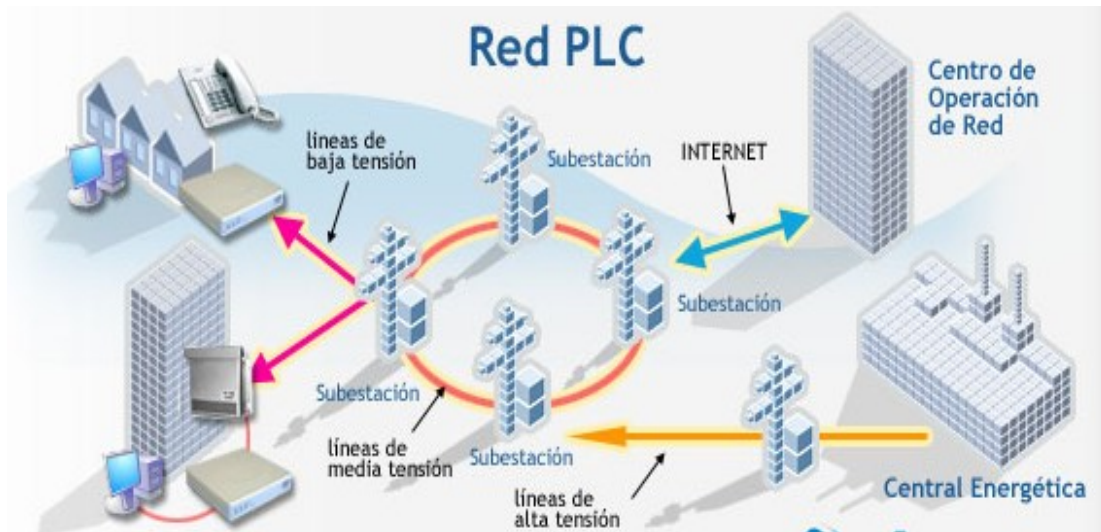 Red PLC
Centro de
Operación
de Red
líneas de
baja tensión
Subestación
INTERNET
Subestación
Subestación
líneas de
media tensión
Subestación
líneas de
alta tensión
Central Energética